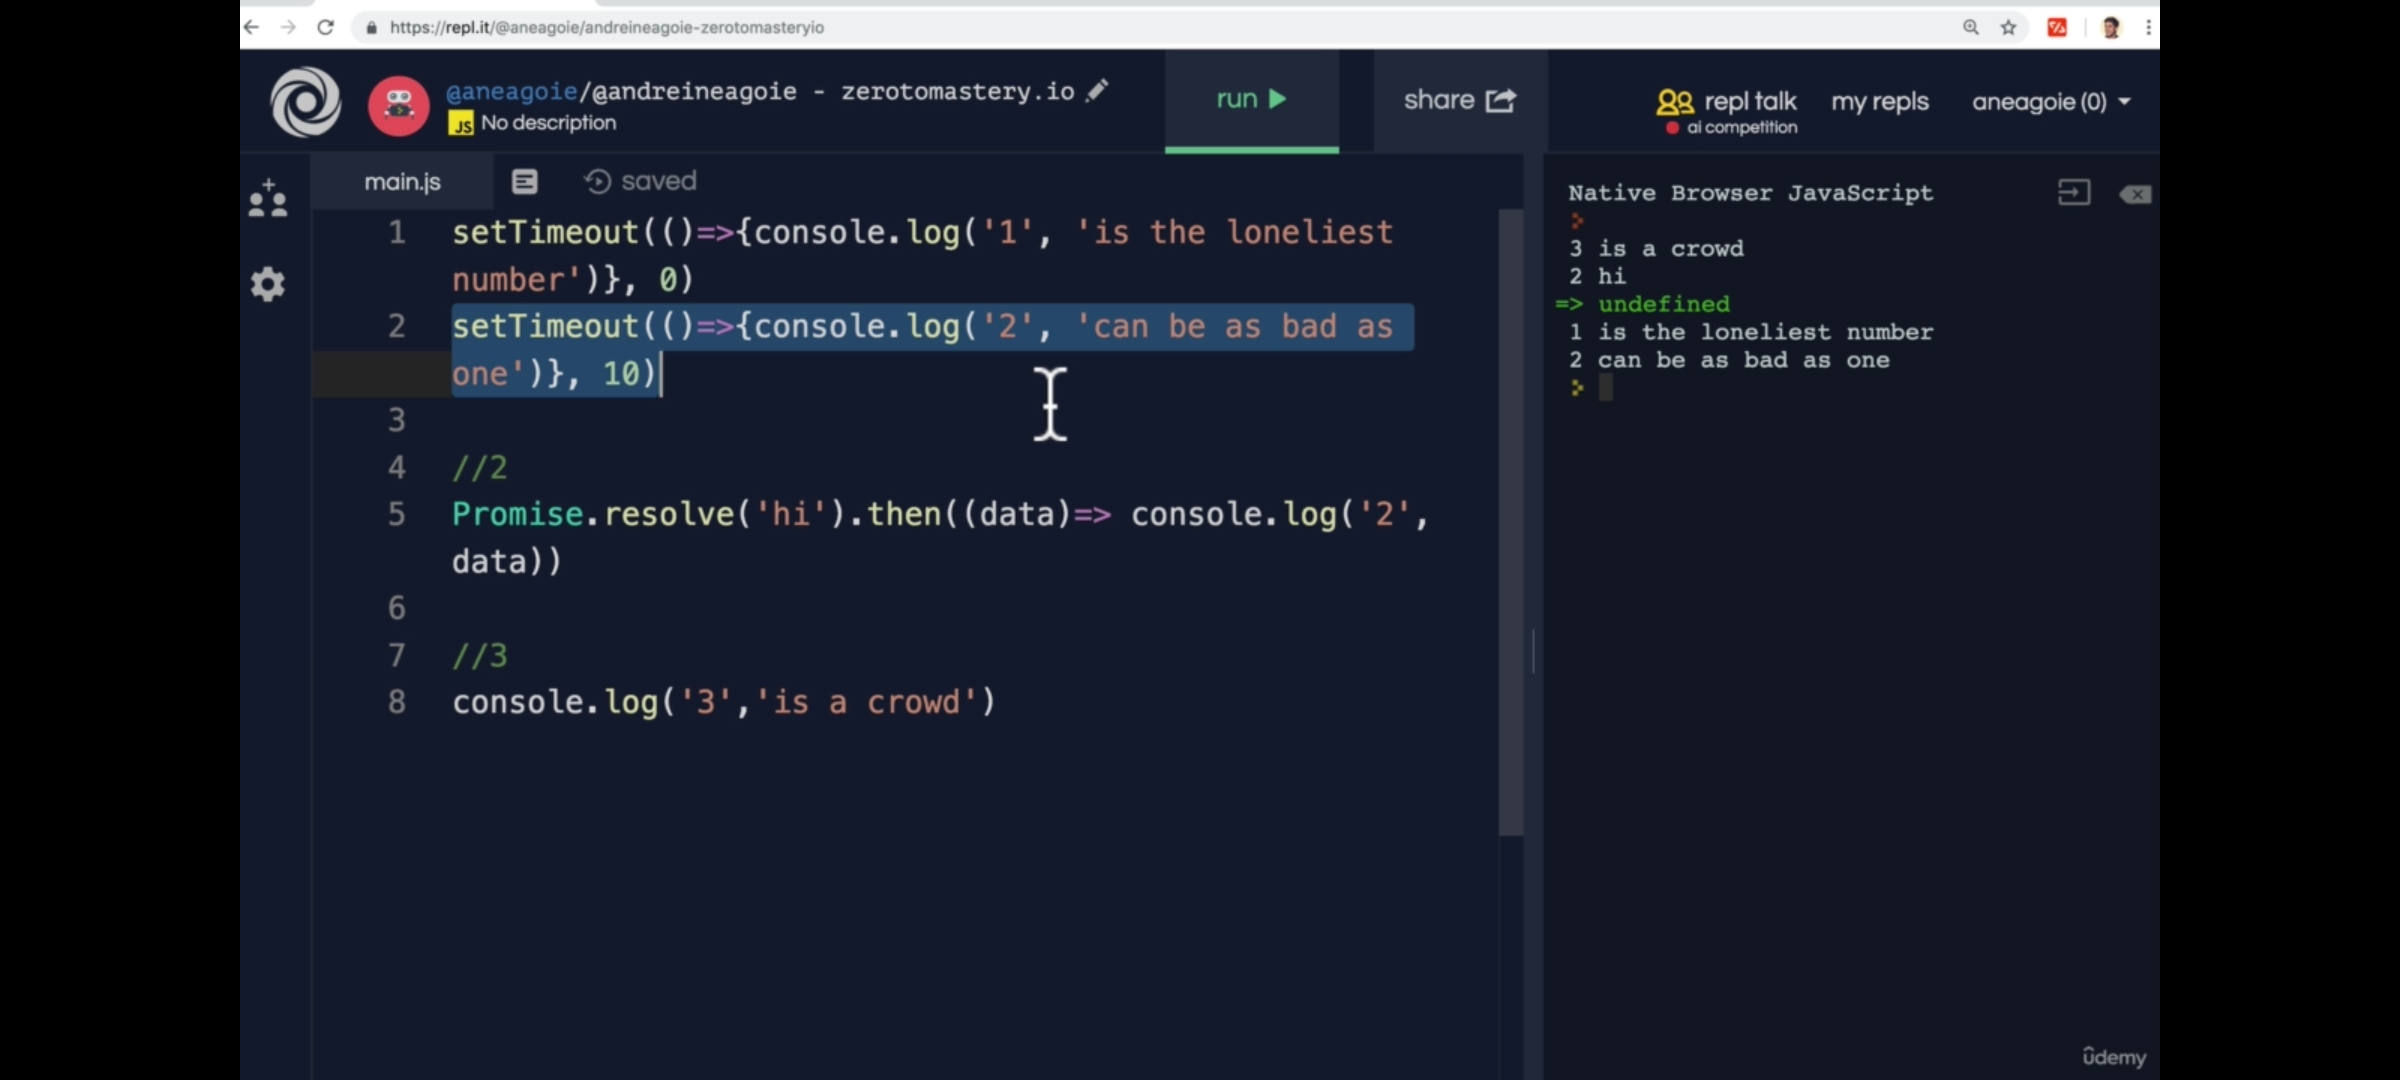 https://repl.it/@aneagoie/andreineagoie-zerotomasteryio
@aneagoie/@andreineagoie - zerotomastery.io
JS No description
run
share
repl talk
ai competition
my repls
aneagoie (0)
main.js
saved
1 setTimeout(()=>{console.log('1', 'is the loneliest
number')}, 0)
2 setTimeout(()=>{console.log('2', 'can be as bad as
one')}, 10)
3
4 //2
5 Promise.resolve('hi').then((data)=> console.log('2',
data))
6
7 //3
8 console.log('3','is a crowd')
Native Browser JavaScript
3 is a crowd
2 hi
=> undefined
1 is the loneliest number
2 can be as bad as one
ûdemy